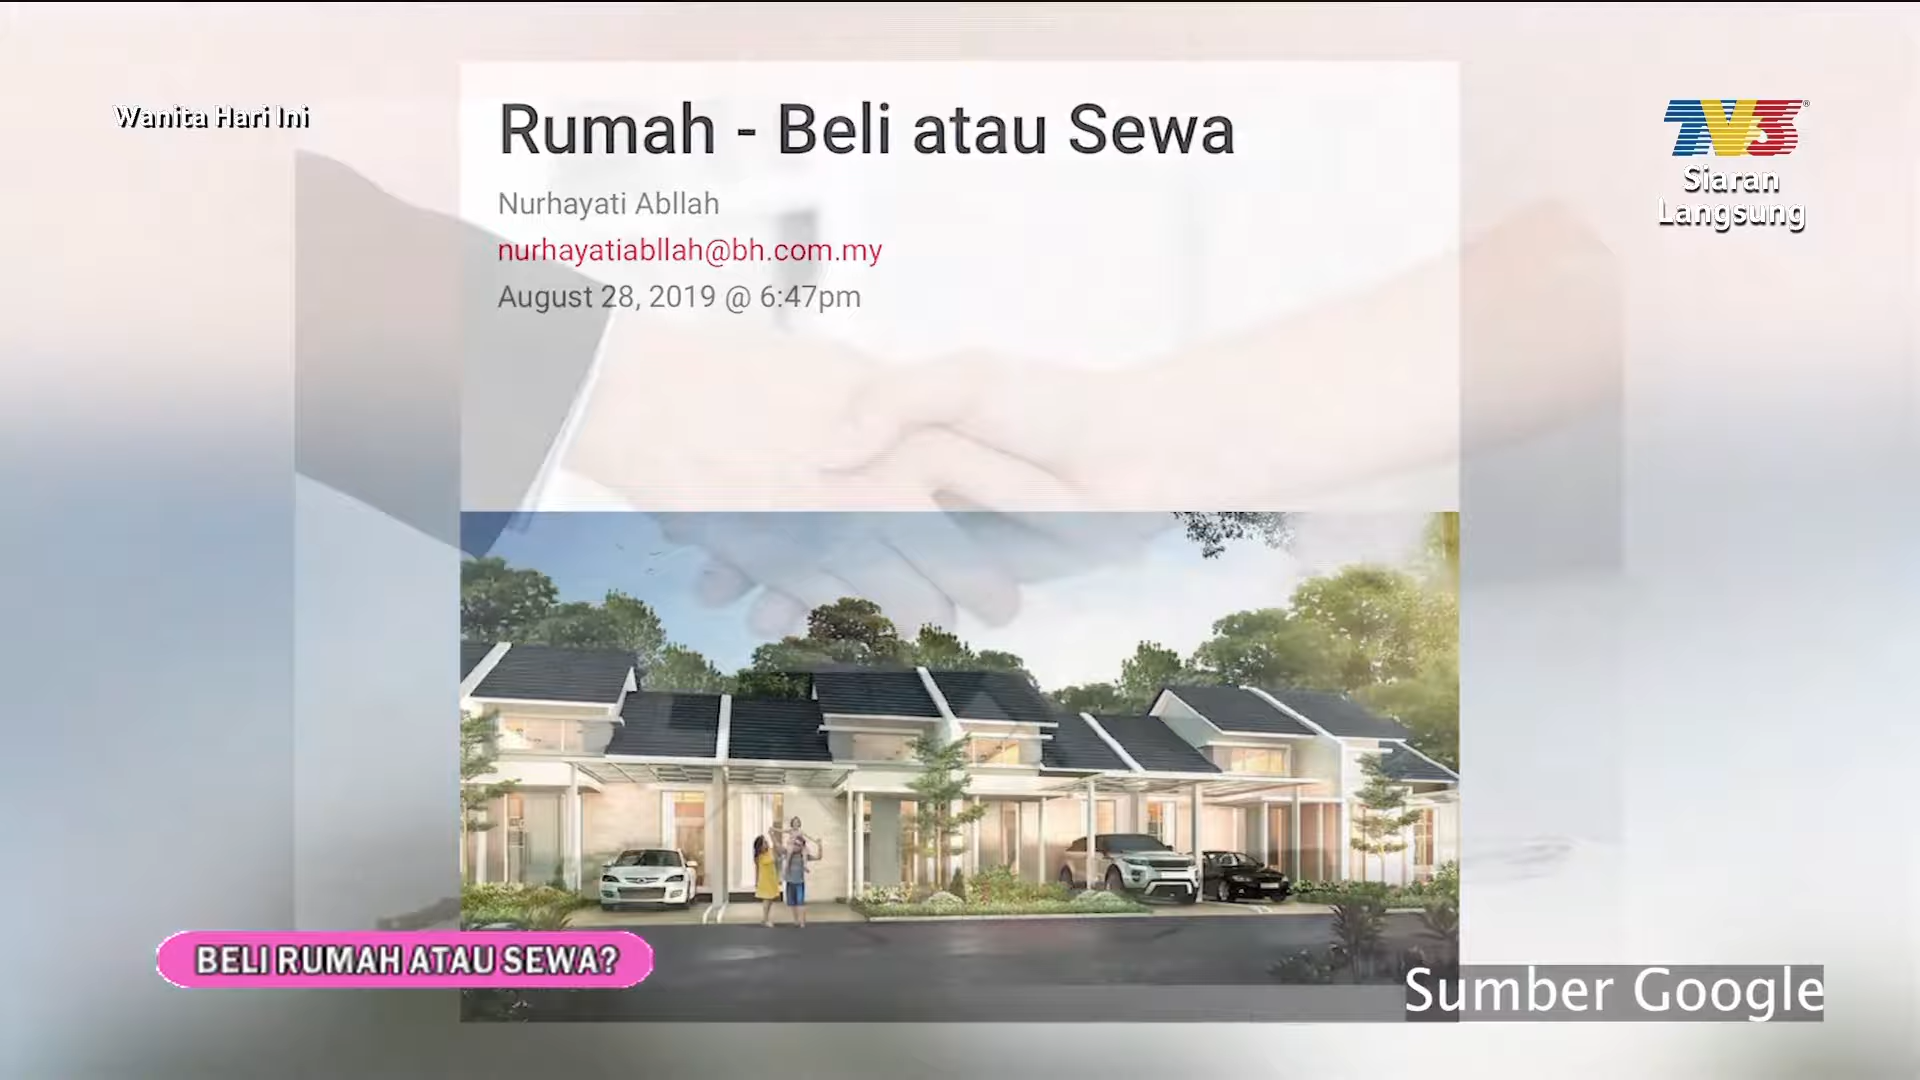 Wanita Hari Ini
TV3
Siaran
Langsung
Rumah - Beli atau Sewa
Nurhayati Abllah
nurhayatiabllah@bh.com.my
August 28, 2019 @ 6:47pm
BELI RUMAH ATAU SEWA?
Sumber Google